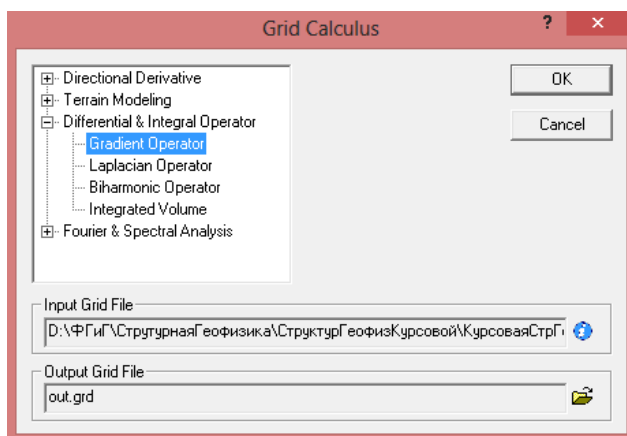 Grid Calculus
? ×
Directional Derivative
OK
Terrain Modeling
Differential & Integral Operator
Gradient Operator
Cancel
Laplacian Operator
Biharmonic Operator
Integrated Volume
Fourier & Spectral Analysis
Input Grid File
D:\ФГиГ\СтрутурнаяГеофизика\СтруктурГеофизКурсовой\КурсоваяСтрГ
Output Grid File
out.grd